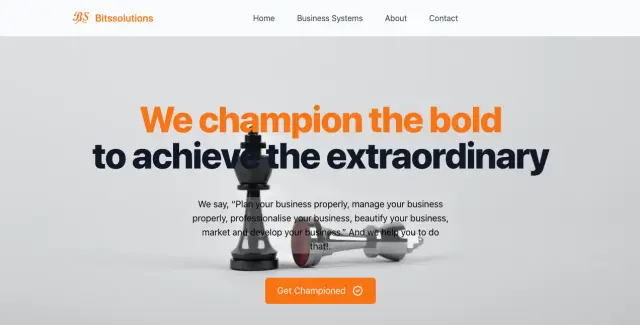 BS Bitssolutions Home Business Systems About Contact
We champion the bold
to achieve the extraordinary
We say, "Plan your business properly, manage your business
properly, professionalise your business, beautify your business,
market and develop your business." And we help you to do
that!.
Get Championed